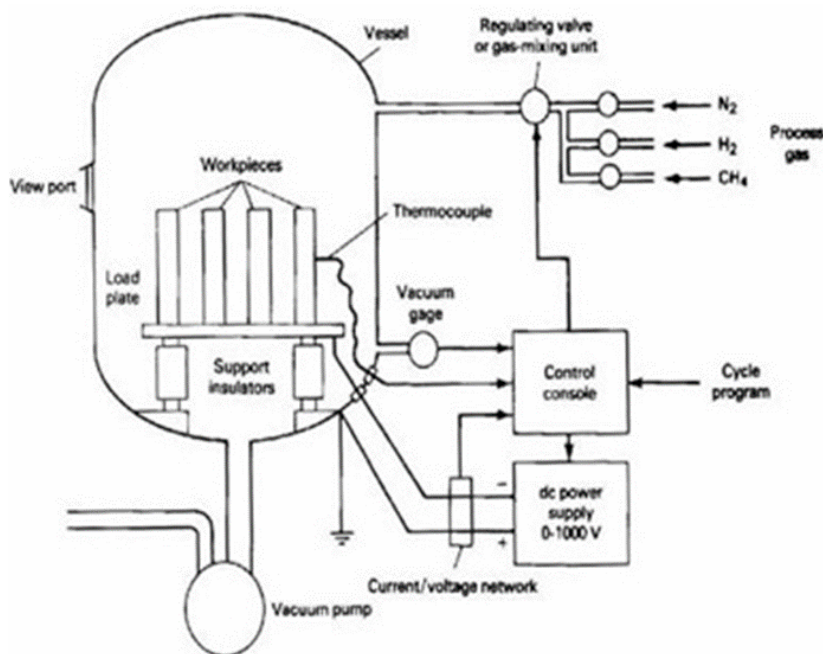 Vessel
Regulating valve
or gas-mixing unit
N2
H2
CH4
Process
gas
View port
Workpieces
Thermocouple
Load
plate
Vacuum
gage
Support
insulators
Control
console
Cycle
program
-
dc power
supply
0-1000 V
+
Current/voltage network
Vacuum pump